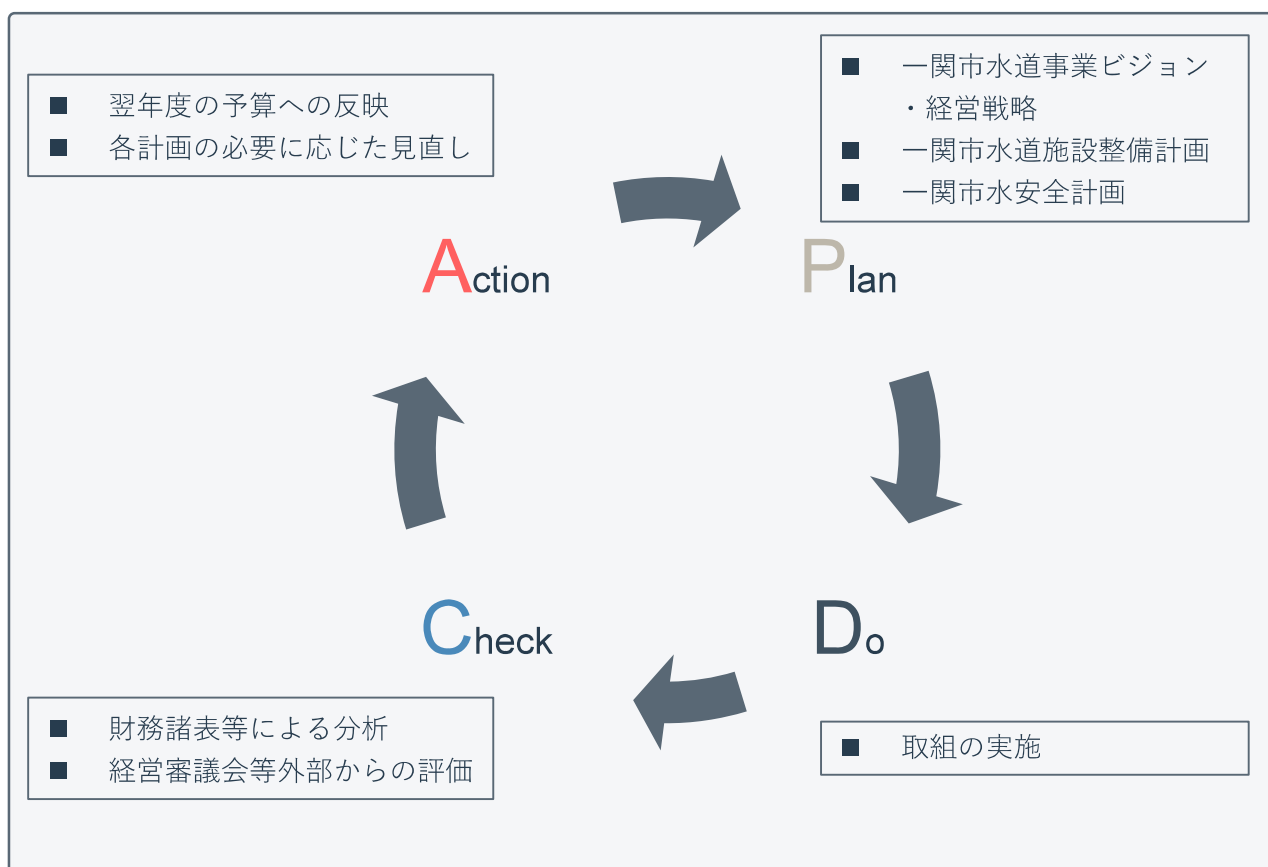 ■ 翌年度の予算への反映
■ 各計画の必要に応じた見直し
■ 一関市水道事業ビジョン
・経営戦略
■ 一関市水道施設整備計画
■ 一関市水安全計画
Action
Plan
Check
Do
■ 財務諸表等による分析
■ 経営審議会等外部からの評価
■ 取組の実施